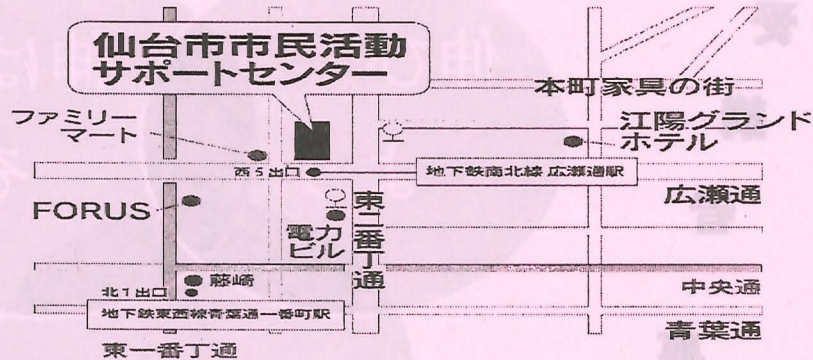 仙台市市民活動
サポートセンター
本町家具の街
ファミリー
マート
江陽グランド
ホテル
西5出口
地下鉄南北線 広瀬通駅
広瀬通
FORUS
東二番丁通
電力
ビル
藤崎
北1出口
中央通
地下鉄東西線青葉通一番町駅
青葉通
東一番丁通